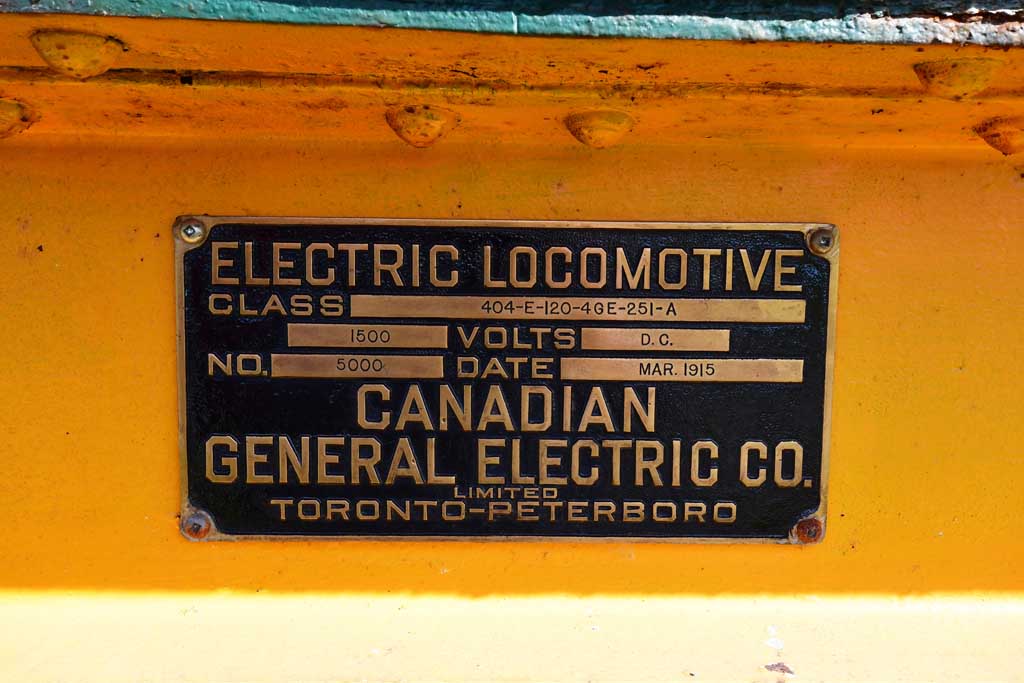 ELECTRIC LOCOMOTIVE
CLASS 404-E-120-4GE-251-A
1500 VOLTS D.C.
NO. 5000 DATE MAR. 1915
CANADIAN
GENERAL ELECTRIC CO.
LIMITED
TORONTO-PETERBORO